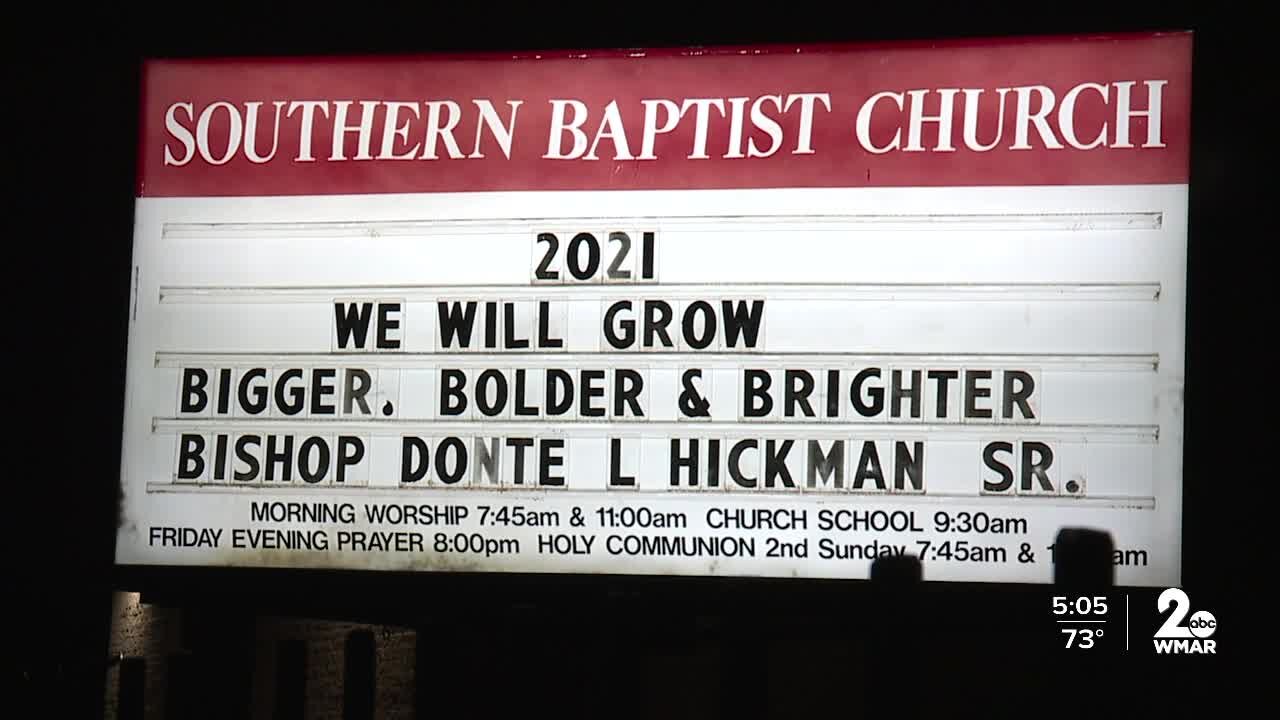 SOUTHERN BAPTIST CHURCH
2021
WE WILL GROW
BIGGER. BOLDER & BRIGHTER
BISHOP DONTE L HICKMAN SR.
MORNING WORSHIP 7:45am & 11:00am CHURCH SCHOOL 9:30am
FRIDAY EVENING PRAYER 8:00pm HOLY COMMUNION 2nd Sunday 7:45am & am
5:05
73°
2 abc
WMAR